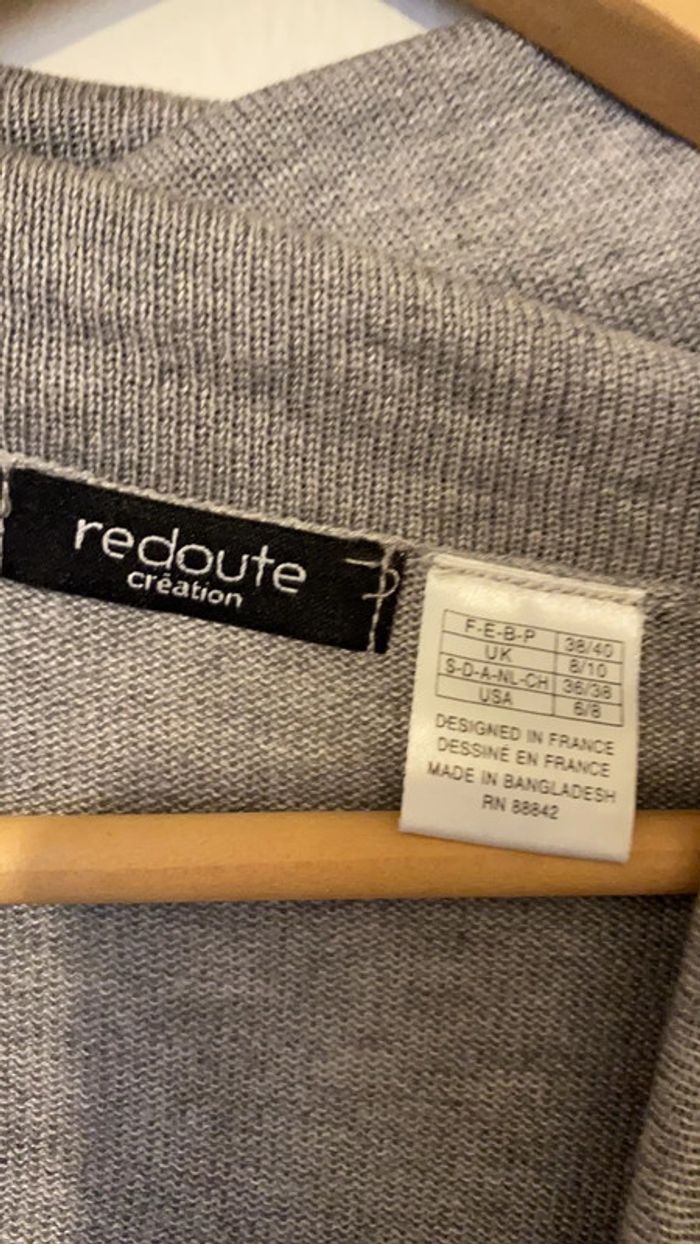 redoute
création
F-E-B-P 38/40
UK 8/10
S-D-A-NL-CH 36/38
USA 6/8
DESIGNED IN FRANCE
DESSINÉ EN FRANCE
MADE IN BANGLADESH
RN 88842